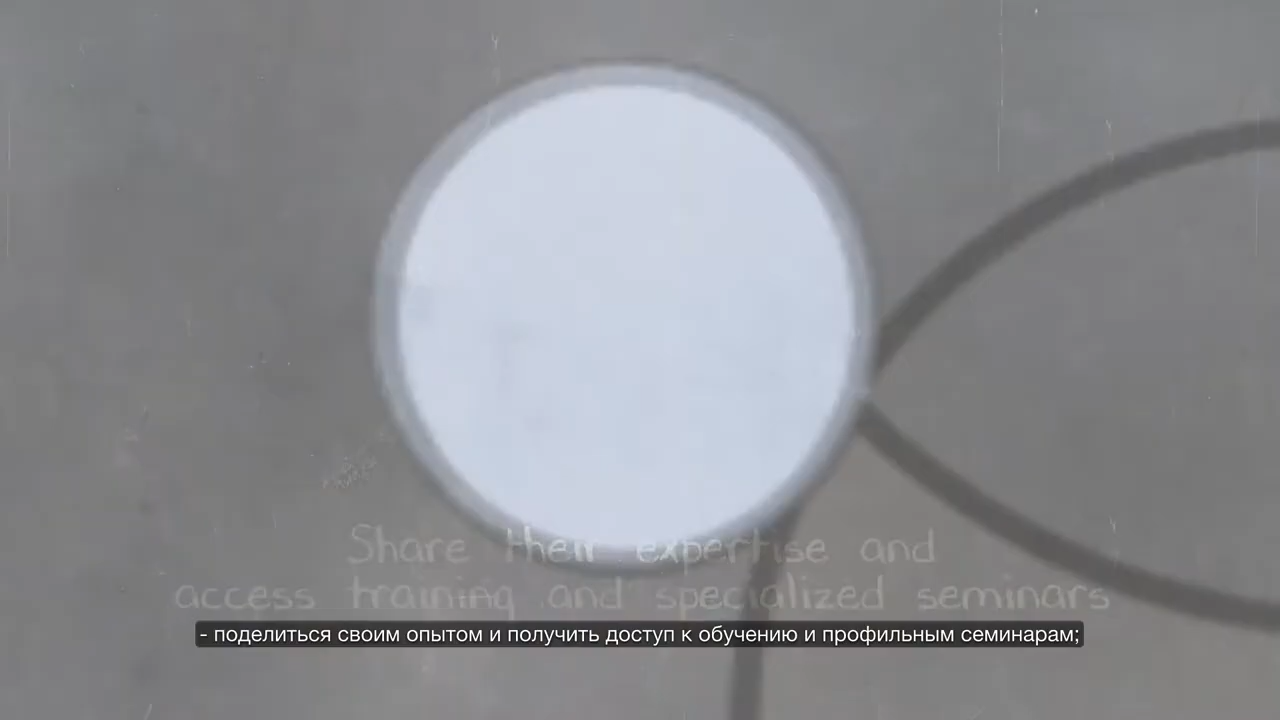 Share their expertise and
access training and specialized seminars
- поделиться своим опытом и получить доступ к обучению и профильным семинарам;